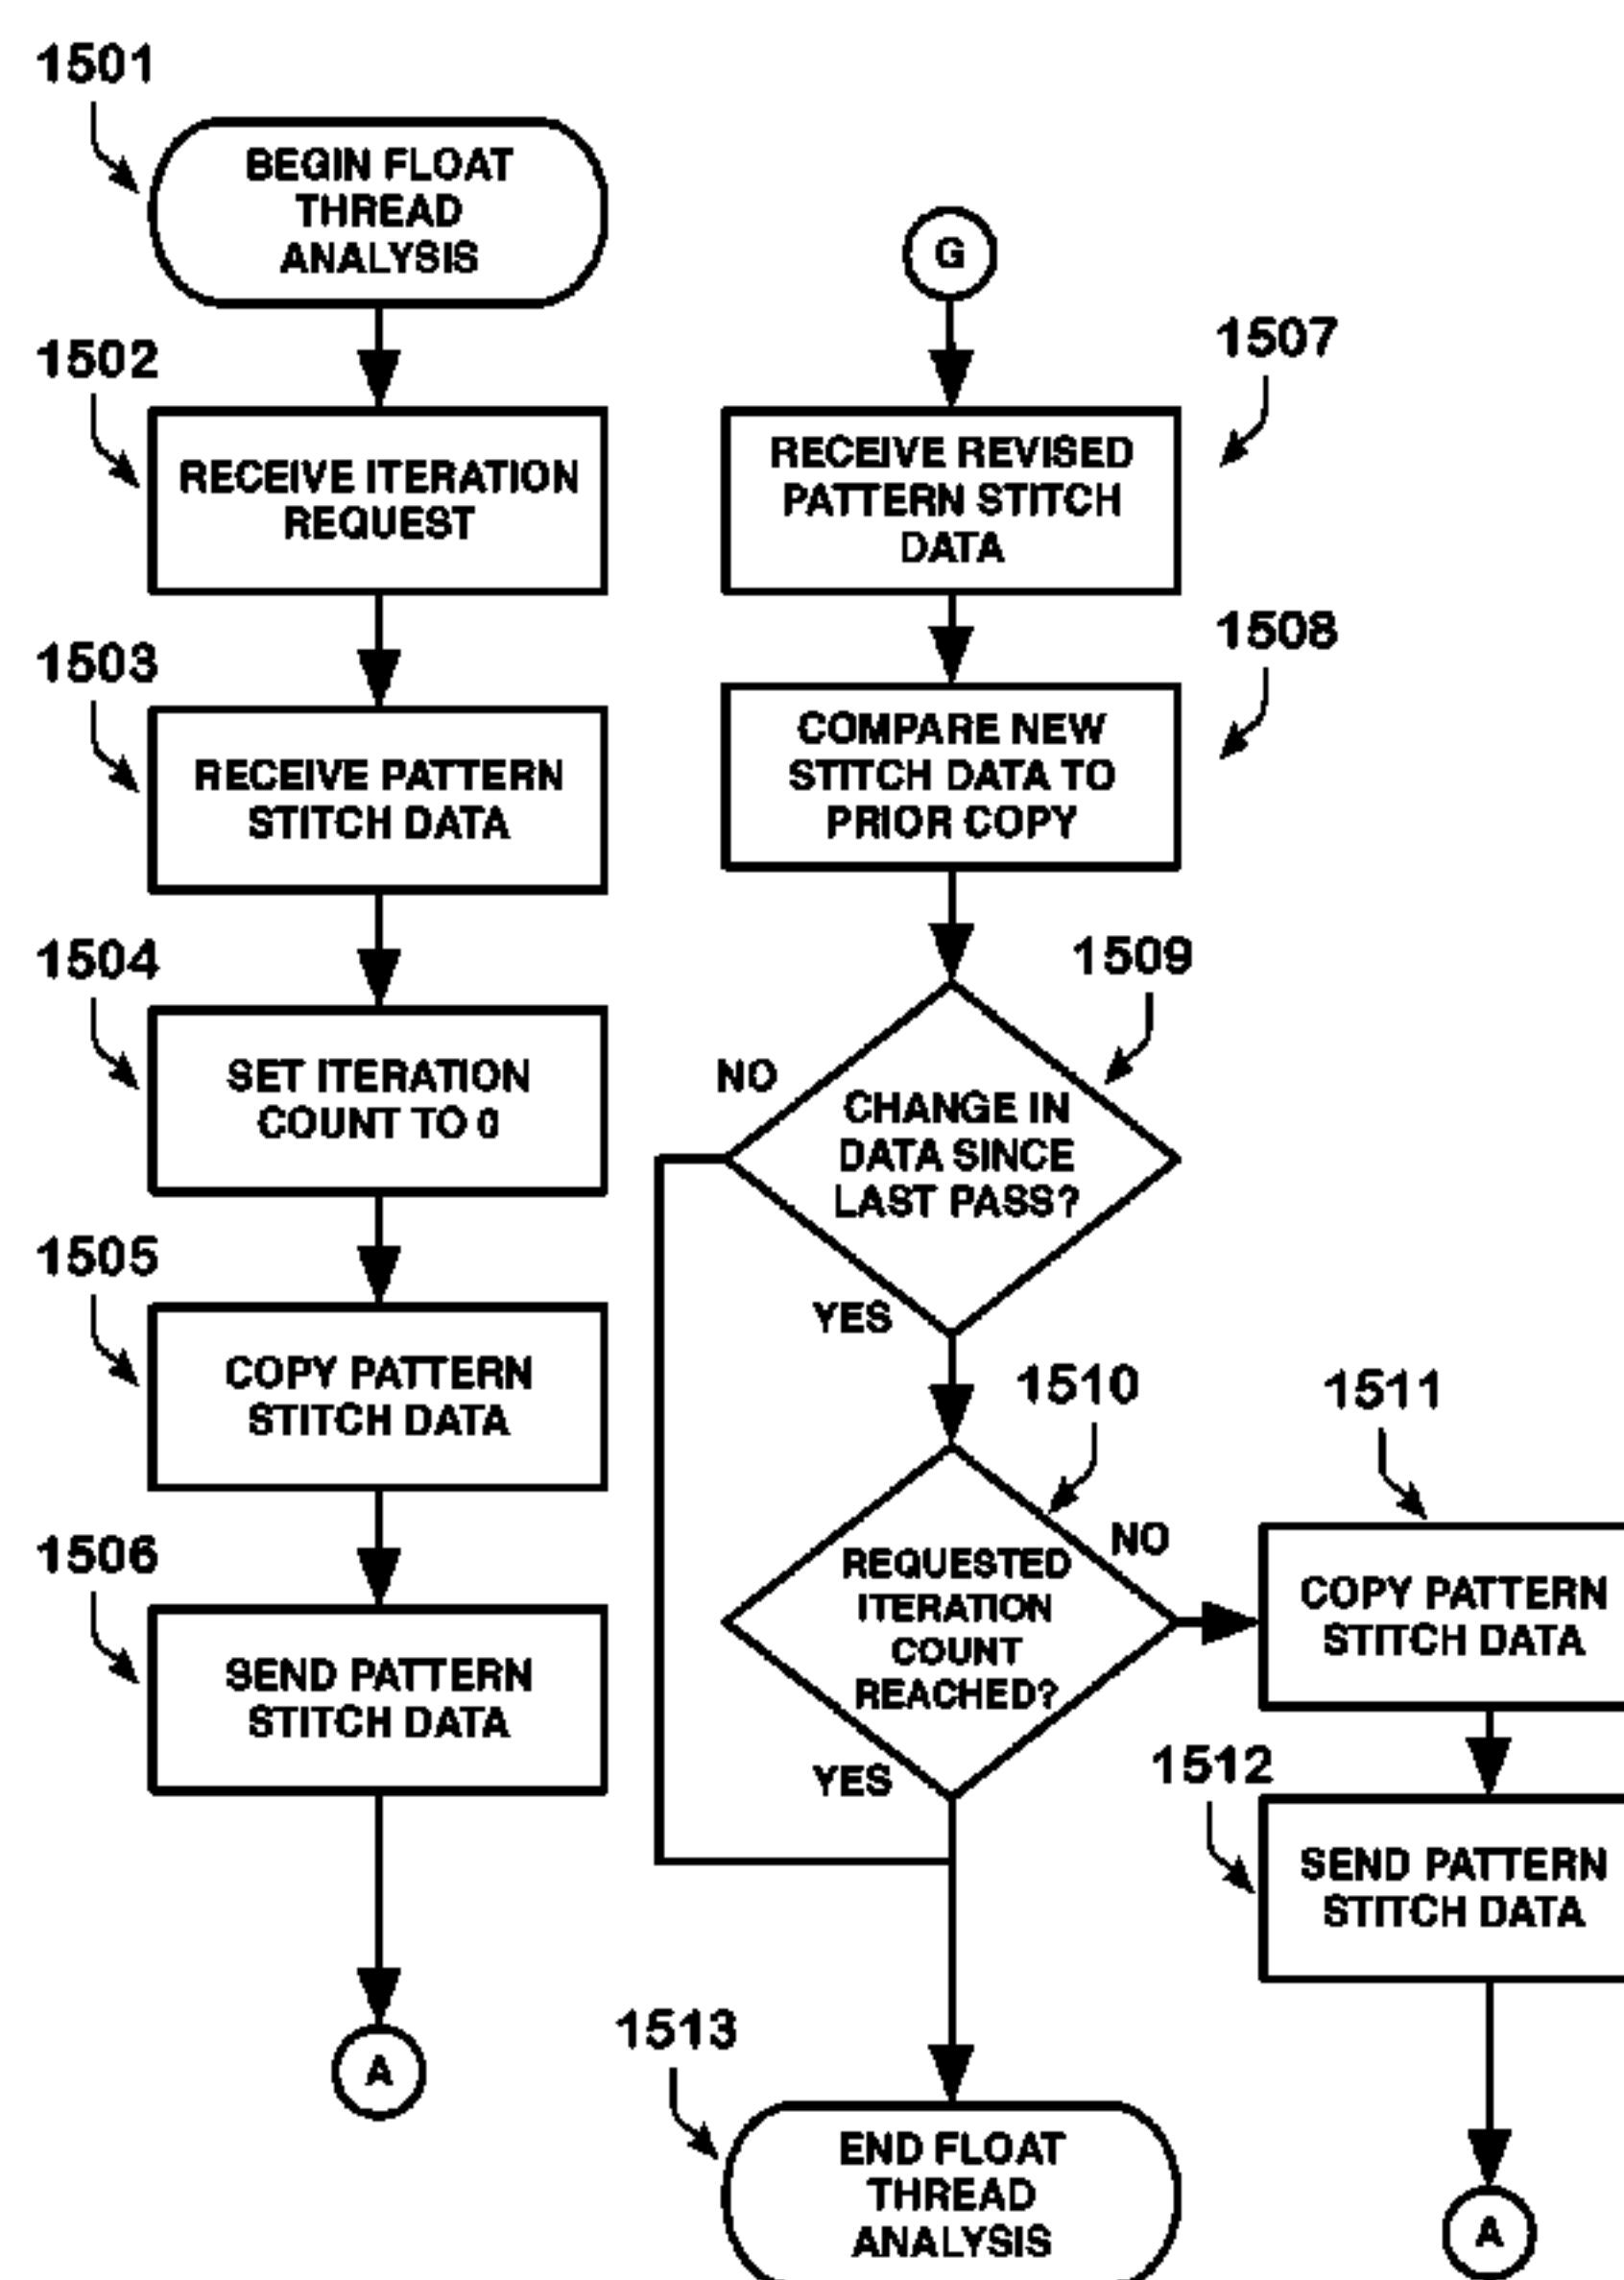 1501
BEGIN FLOAT
THREAD
ANALYSIS
1502
RECEIVE ITERATION
REQUEST
1503
RECEIVE PATTERN
STITCH DATA
1504
SET ITERATION
COUNT TO 0
1505
COPY PATTERN
STITCH DATA
1506
SEND PATTERN
STITCH DATA
A
G
1507
RECEIVE REVISED
PATTERN STITCH
DATA
1508
COMPARE NEW
STITCH DATA TO
PRIOR COPY
1509
NO
CHANGE IN
DATA SINCE
LAST PASS?
YES
1510
NO
REQUESTED
ITERATION
COUNT
REACHED?
YES
1511
COPY PATTERN
STITCH DATA
1512
SEND PATTERN
STITCH DATA
1513
END FLOAT
THREAD
ANALYSIS
A